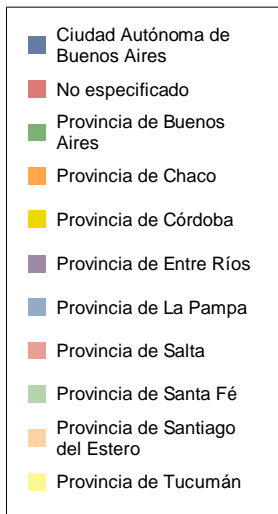 Ciudad Autónoma de
Buenos Aires
No especificado
Provincia de Buenos
Aires
Provincia de Chaco
Provincia de Córdoba
Provincia de Entre Ríos
Provincia de La Pampa
Provincia de Salta
Provincia de Santa Fé
Provincia de Santiago
del Estero
Provincia de Tucumán